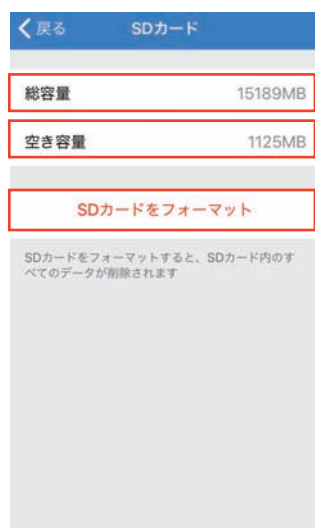 戻る SDカード
総容量 15189MB
空き容量 1125MB
SDカードをフォーマット
SDカードをフォーマットすると、SDカード内のす
べてのデータが削除されます